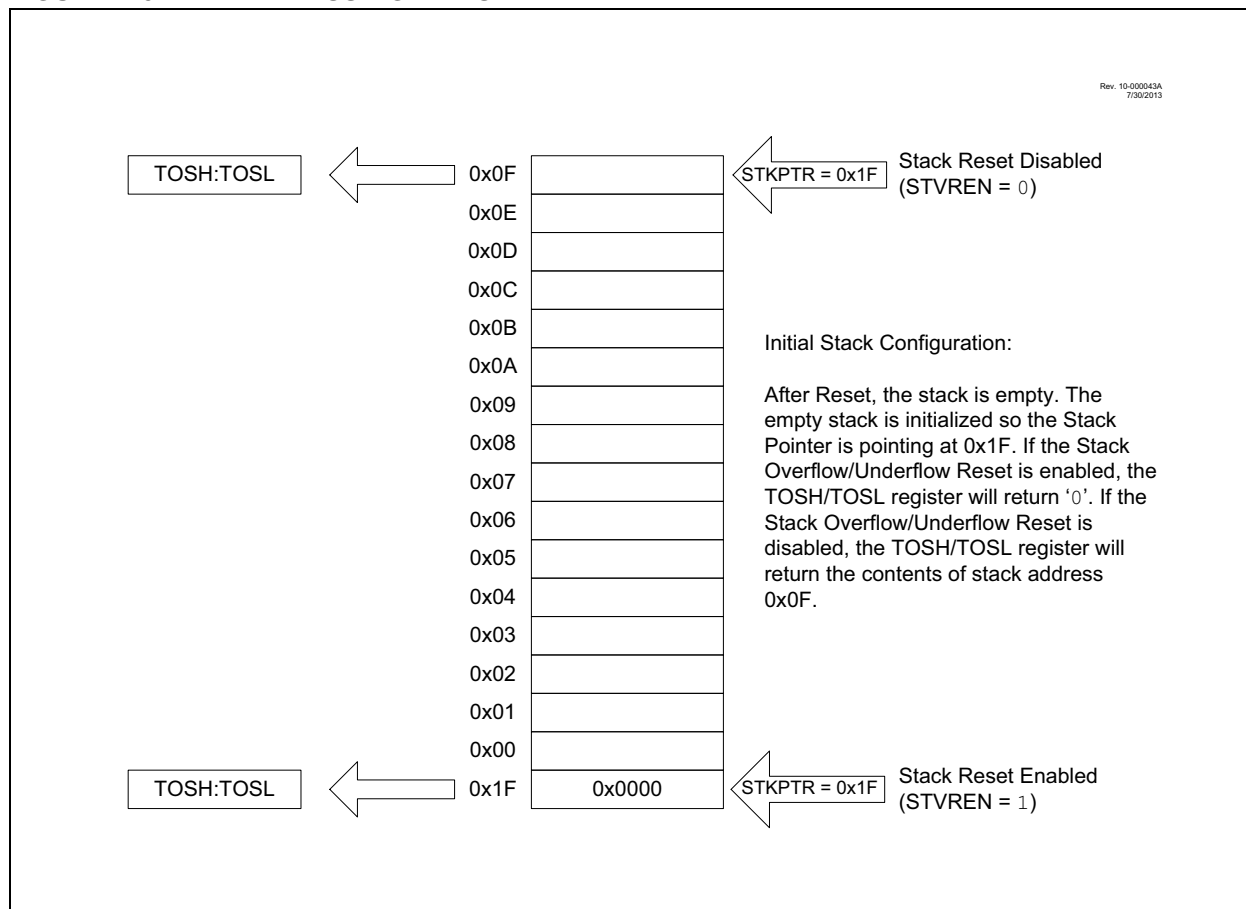 Rev. 10-000043A
7/30/2013
TOSH:TOSL
0x0F
STKPTR = 0x1F
Stack Reset Disabled
(STVREN = 0)
0x0E
0x0D
0x0C
0x0B
0x0A
0x09
0x08
0x07
0x06
0x05
0x04
0x03
0x02
0x01
0x00
Initial Stack Configuration:
After Reset, the stack is empty. The
empty stack is initialized so the Stack
Pointer is pointing at 0x1F. If the Stack
Overflow/Underflow Reset is enabled, the
TOSH/TOSL register will return ‘0’. If the
Stack Overflow/Underflow Reset is
disabled, the TOSH/TOSL register will
return the contents of stack address
0x0F.
TOSH:TOSL
0x1F
0x0000
STKPTR = 0x1F
Stack Reset Enabled
(STVREN = 1)